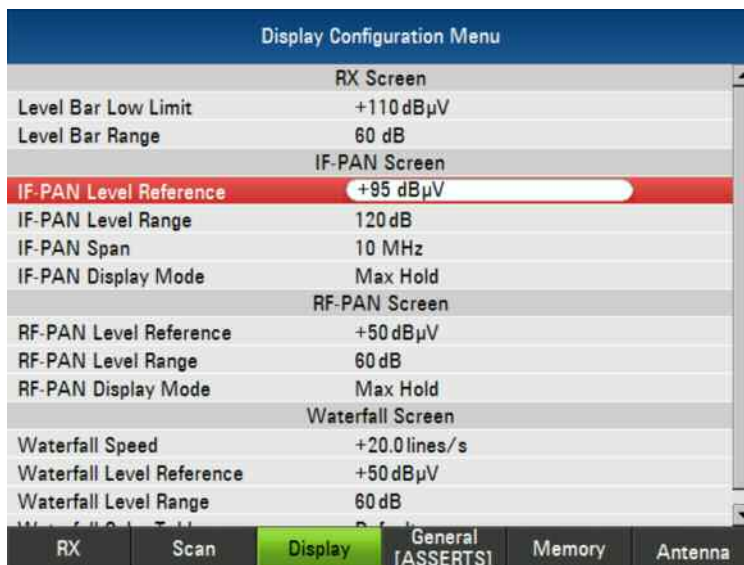 Display Configuration Menu
RX Screen
Level Bar Low Limit +110 dBµV
Level Bar Range 60 dB
IF-PAN Screen
IF-PAN Level Reference +95 dBµV
IF-PAN Level Range 120 dB
IF-PAN Span 10 MHz
IF-PAN Display Mode Max Hold
RF-PAN Screen
RF-PAN Level Reference +50 dBµV
RF-PAN Level Range 60 dB
RF-PAN Display Mode Max Hold
Waterfall Screen
Waterfall Speed +20.0 lines/s
Waterfall Level Reference +50 dBµV
Waterfall Level Range 60 dB
RX Scan Display General [ASSERTS] Memory Antenna